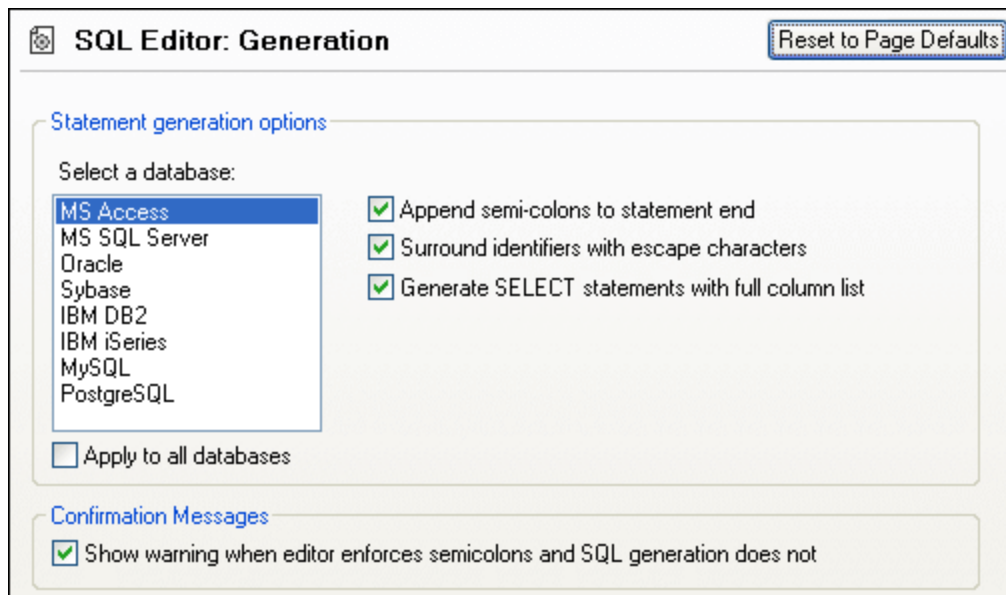 SQL Editor: Generation
Reset to Page Defaults
Statement generation options
Select a database:
MS Access
MS SQL Server
Oracle
Sybase
IBM DB2
IBM iSeries
MySQL
PostgreSQL
Append semi-colons to statement end
Surround identifiers with escape characters
Generate SELECT statements with full column list
Apply to all databases
Confirmation Messages
Show warning when editor enforces semicolons and SQL generation does not